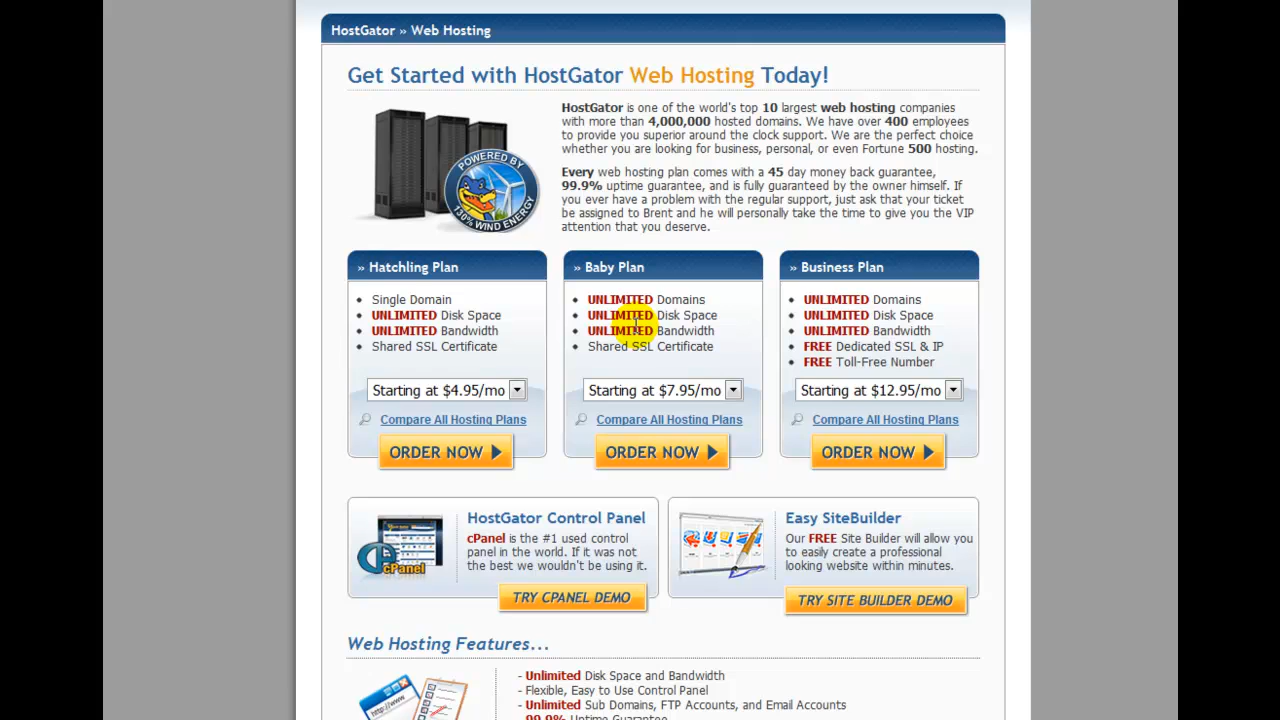 HostGator » Web Hosting
Get Started with HostGator Web Hosting Today!
HostGator is one of the world's top 10 largest web hosting companies
with more than 4,000,000 hosted domains. We have over 400 employees
to provide you superior around the clock support. We are the perfect choice
whether you are looking for business, personal, or even Fortune 500 hosting.
Every web hosting plan comes with a 45 day money back guarantee,
99.9% uptime guarantee, and is fully guaranteed by the owner himself. If
you ever have a problem with the regular support, just ask that your ticket
be assigned to Brent and he will personally take the time to give you the VIP
attention that you deserve.
POWERED BY
130% WIND ENERGY
» Hatchling Plan
Single Domain
UNLIMITED Disk Space
UNLIMITED Bandwidth
Shared SSL Certificate
Starting at $4.95/mo
Compare All Hosting Plans
ORDER NOW
» Baby Plan
UNLIMITED Domains
UNLIMITED Disk Space
UNLIMITED Bandwidth
Shared SSL Certificate
Starting at $7.95/mo
Compare All Hosting Plans
ORDER NOW
» Business Plan
UNLIMITED Domains
UNLIMITED Disk Space
UNLIMITED Bandwidth
FREE Dedicated SSL & IP
FREE Toll-Free Number
Starting at $12.95/mo
Compare All Hosting Plans
ORDER NOW
HostGator Control Panel
cPanel is the #1 used control
panel in the world. If it was not
the best we wouldn't be using it.
cPanel
TRY CPANEL DEMO
Easy SiteBuilder
Our FREE Site Builder will allow you
to easily create a professional
looking website within minutes.
TRY SITE BUILDER DEMO
Web Hosting Features...
http://www
- Unlimited Disk Space and Bandwidth
- Flexible, Easy to Use Control Panel
- Unlimited Sub Domains, FTP Accounts, and Email Accounts
- 99.9% Uptime Guarantee